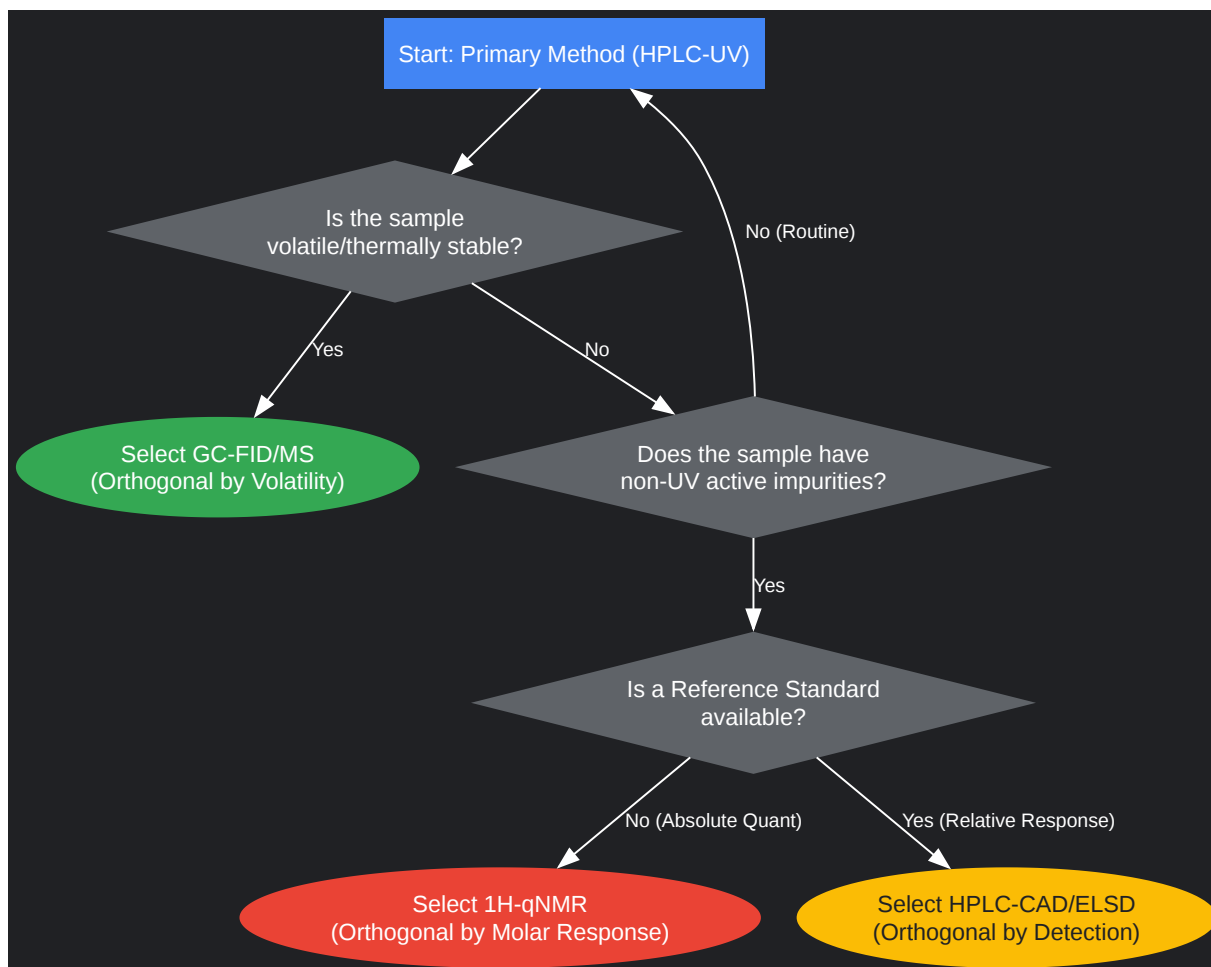 Start: Primary Method (HPLC-UV)
Is the sample
volatile/thermally stable?
No (Routine)
Yes
No
Select GC-FID/MS
(Orthogonal by Volatility)
Does the sample have
non-UV active impurities?
Yes
Is a Reference Standard
available?
No (Absolute Quant)
Yes (Relative Response)
Select 1H-qNMR
(Orthogonal by Molar Response)
Select HPLC-CAD/ELSD
(Orthogonal by Detection)